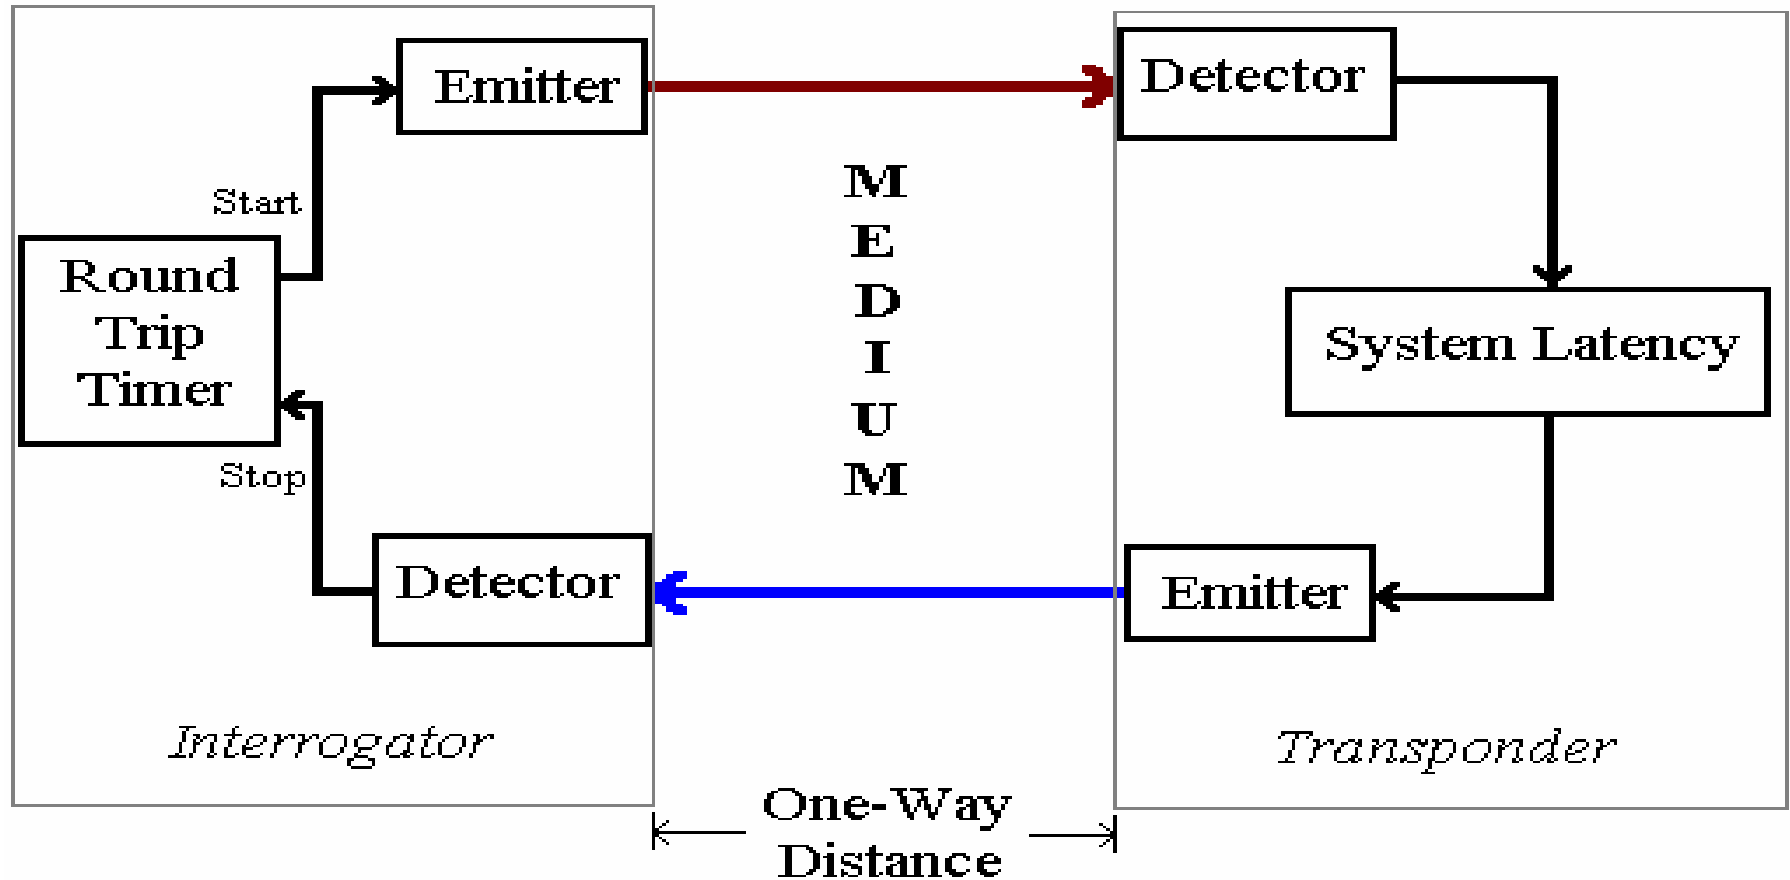 Emitter
Detector
Start
Round
Trip
Timer
Stop
Detector
M
E
D
I
U
M
System Latency
Emitter
Interrogator
Transponder
One-Way
Distance